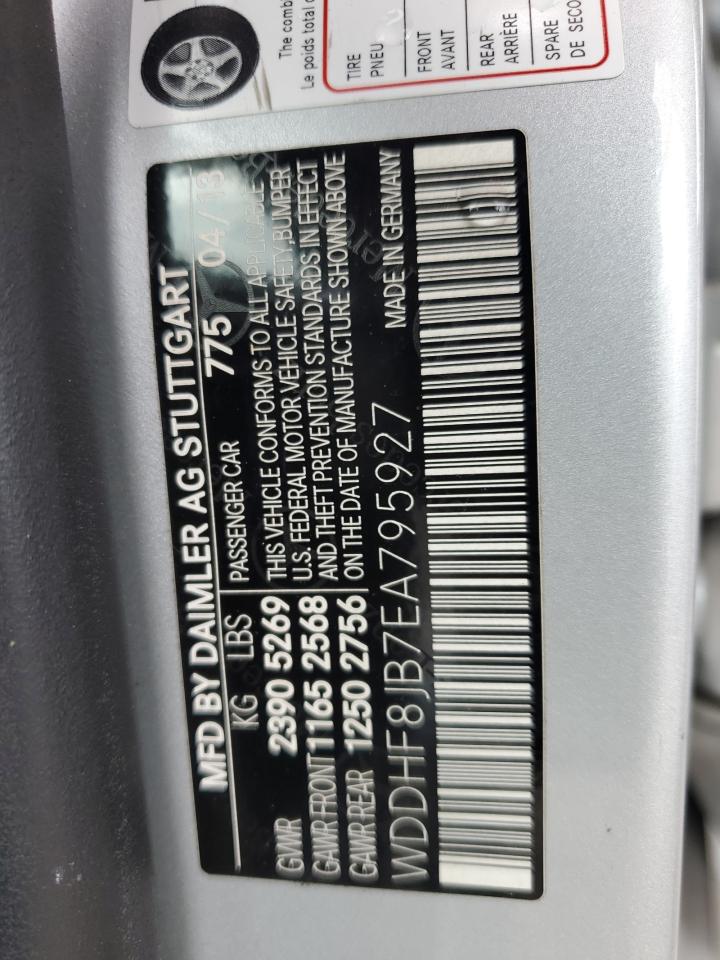 The comb
Le poids total
TIRE
PNEU
FRONT
AVANT
REAR
ARRIÈRE
SPARE
DE SECO
MFD BY DAIMLER AG STUTTGART
775 04/13
KG LBS PASSENGER CAR
GVWR 2390 5269 THIS VEHICLE CONFORMS TO ALL APPLICABLE
U.S. FEDERAL MOTOR VEHICLE SAFETY,BUMPER
GAWR FRONT 1165 2568 AND THEFT PREVENTION STANDARDS IN EFFECT
GAWR REAR 1250 2756 ON THE DATE OF MANUFACTURE SHOWN ABOVE
WDDHF8JB7EA795927 MADE IN GERMANY